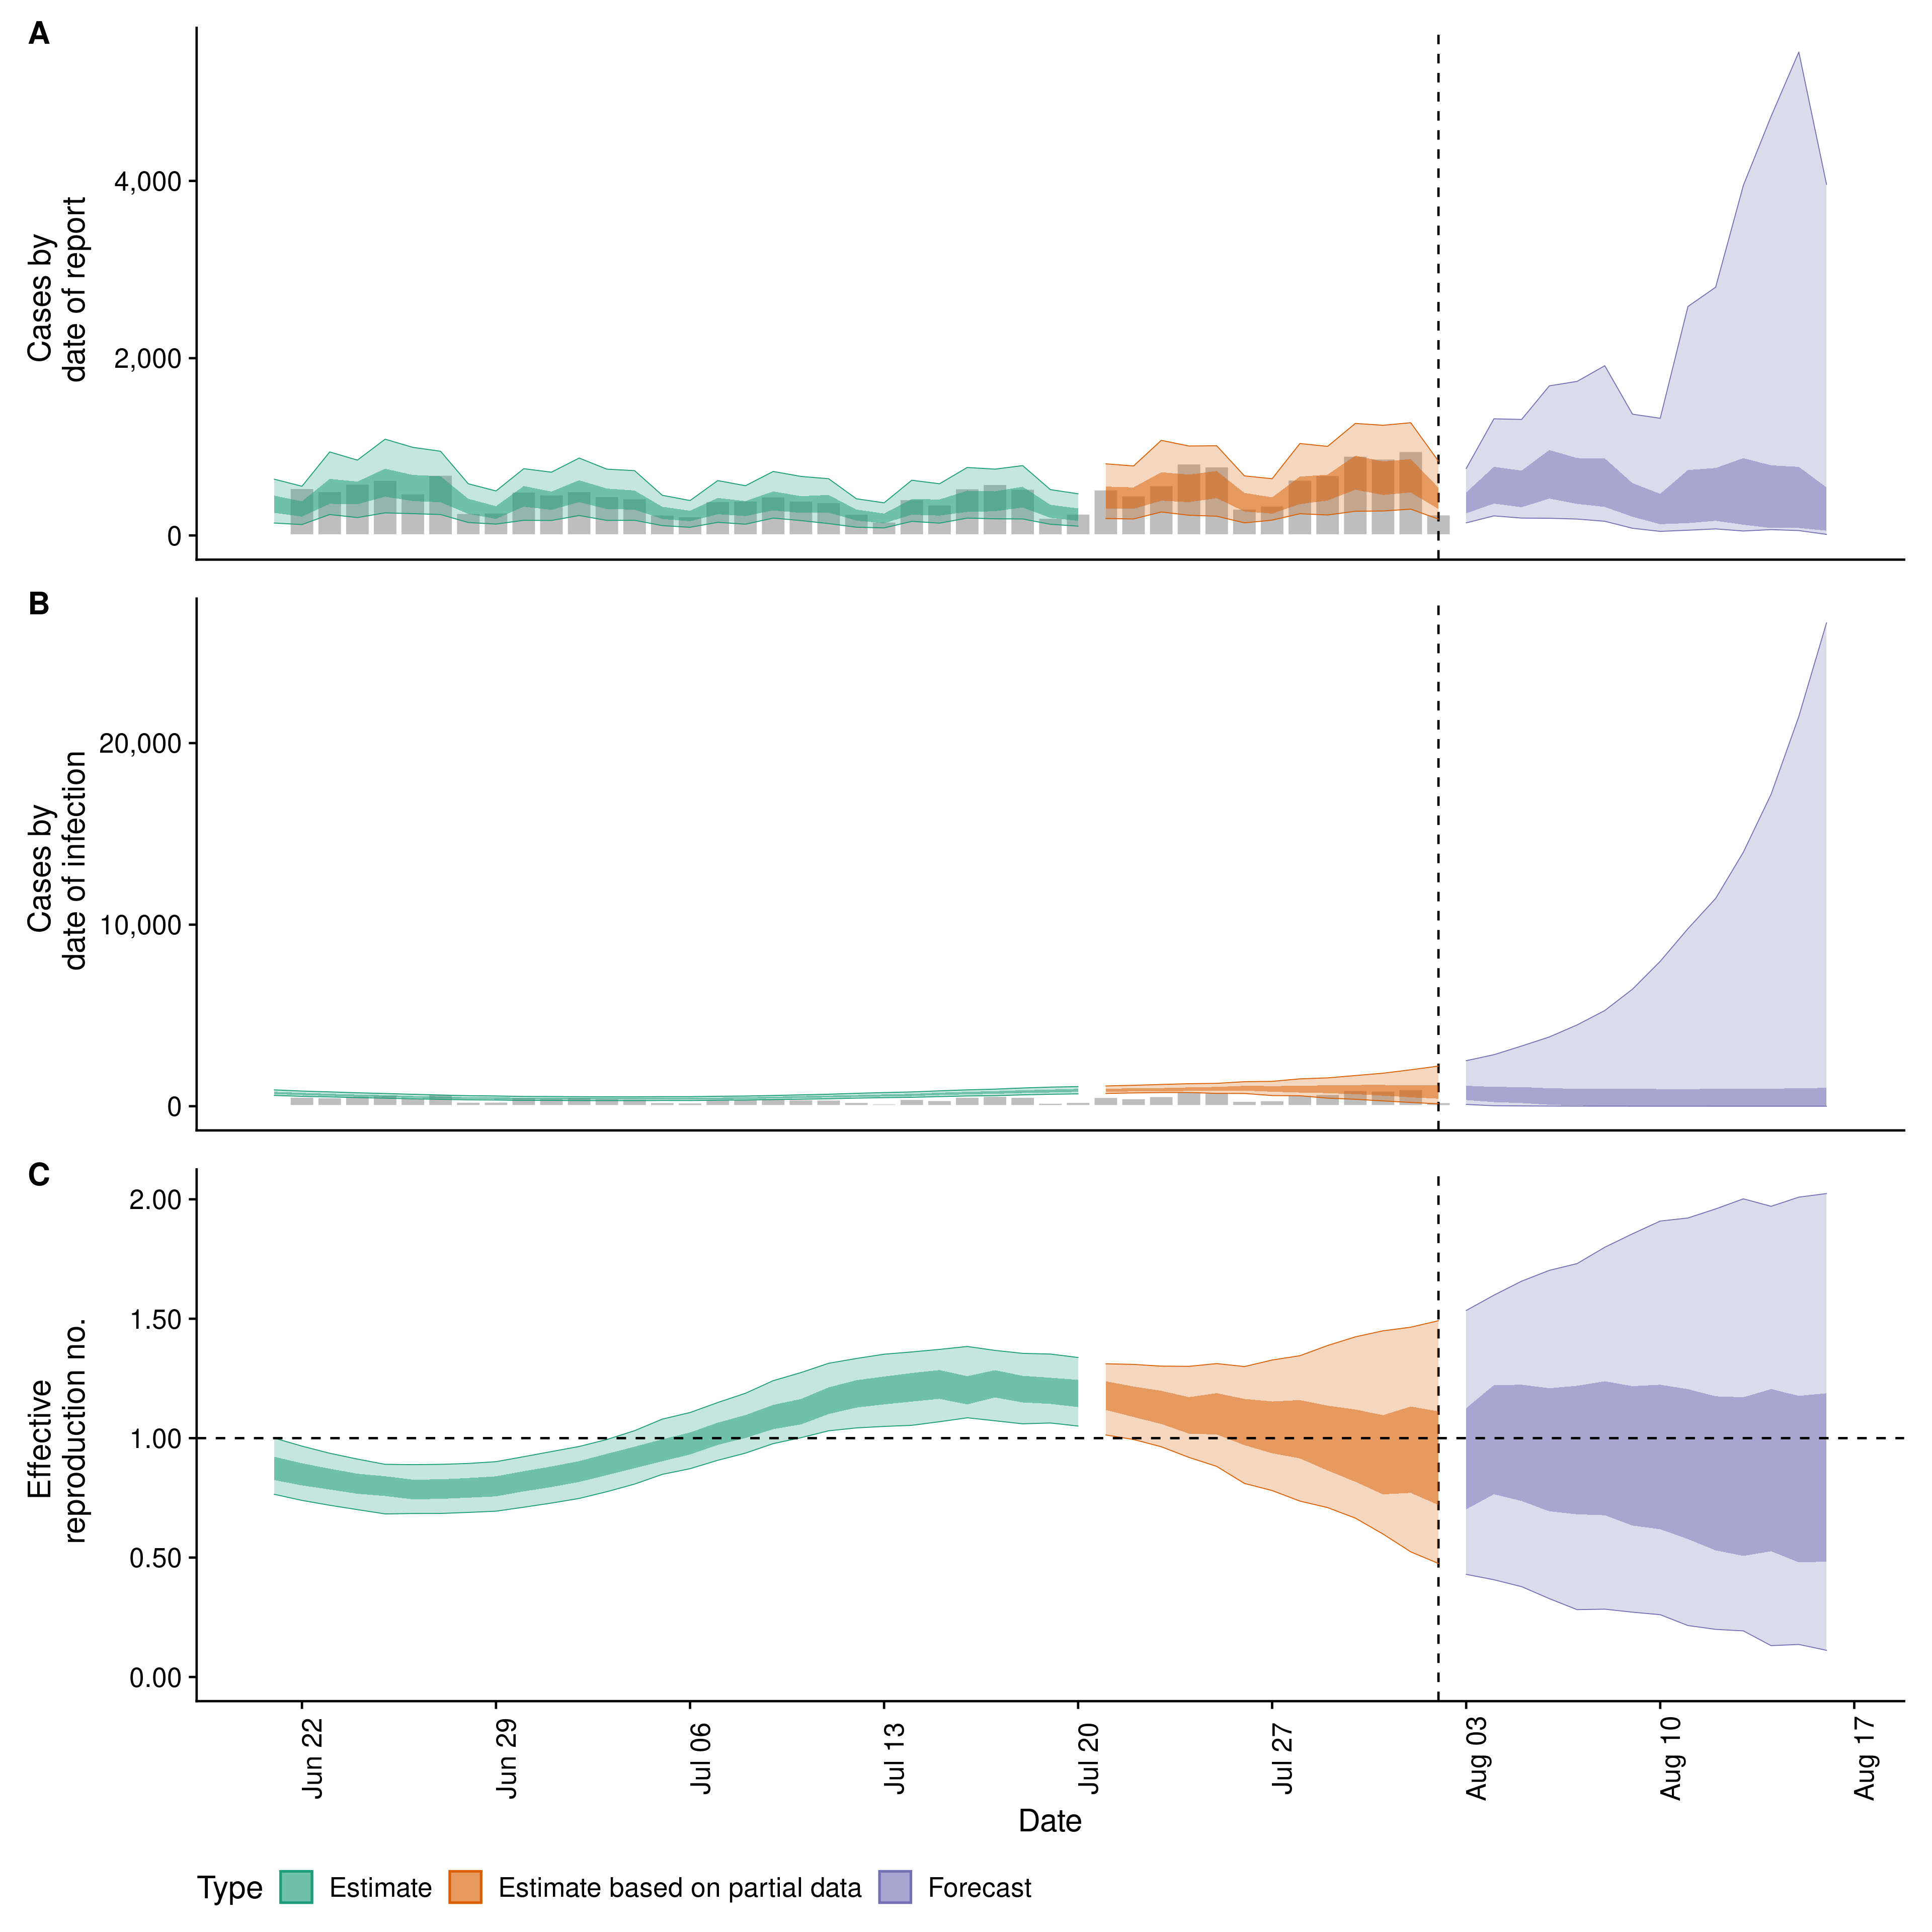 A
Cases by
date of report
4,000
2,000
0
B
Cases by
date of infection
20,000
10,000
0
C
Effective
reproduction no.
2.00
1.50
1.00
0.50
0.00
Jun 22
Jun 29
Jul 06
Jul 13
Jul 20
Jul 27
Aug 03
Aug 10
Aug 17
Date
Type Estimate Estimate based on partial data Forecast